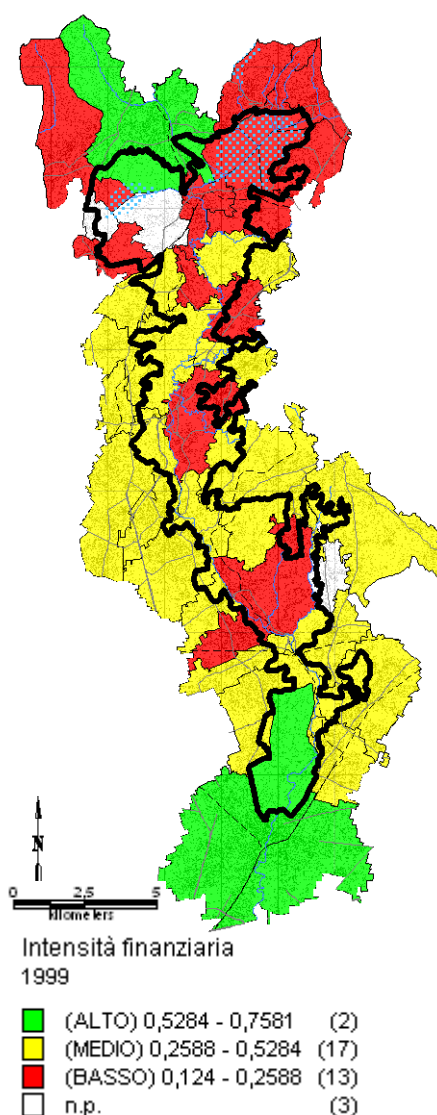 N
0 2,5 5
kilometers
Intensità finanziaria
1999
(ALTO) 0,5284 - 0,7581 (2)
(MEDIO) 0,2588 - 0,5284 (17)
(BASSO) 0,124 - 0,2588 (13)
n.p. (3)